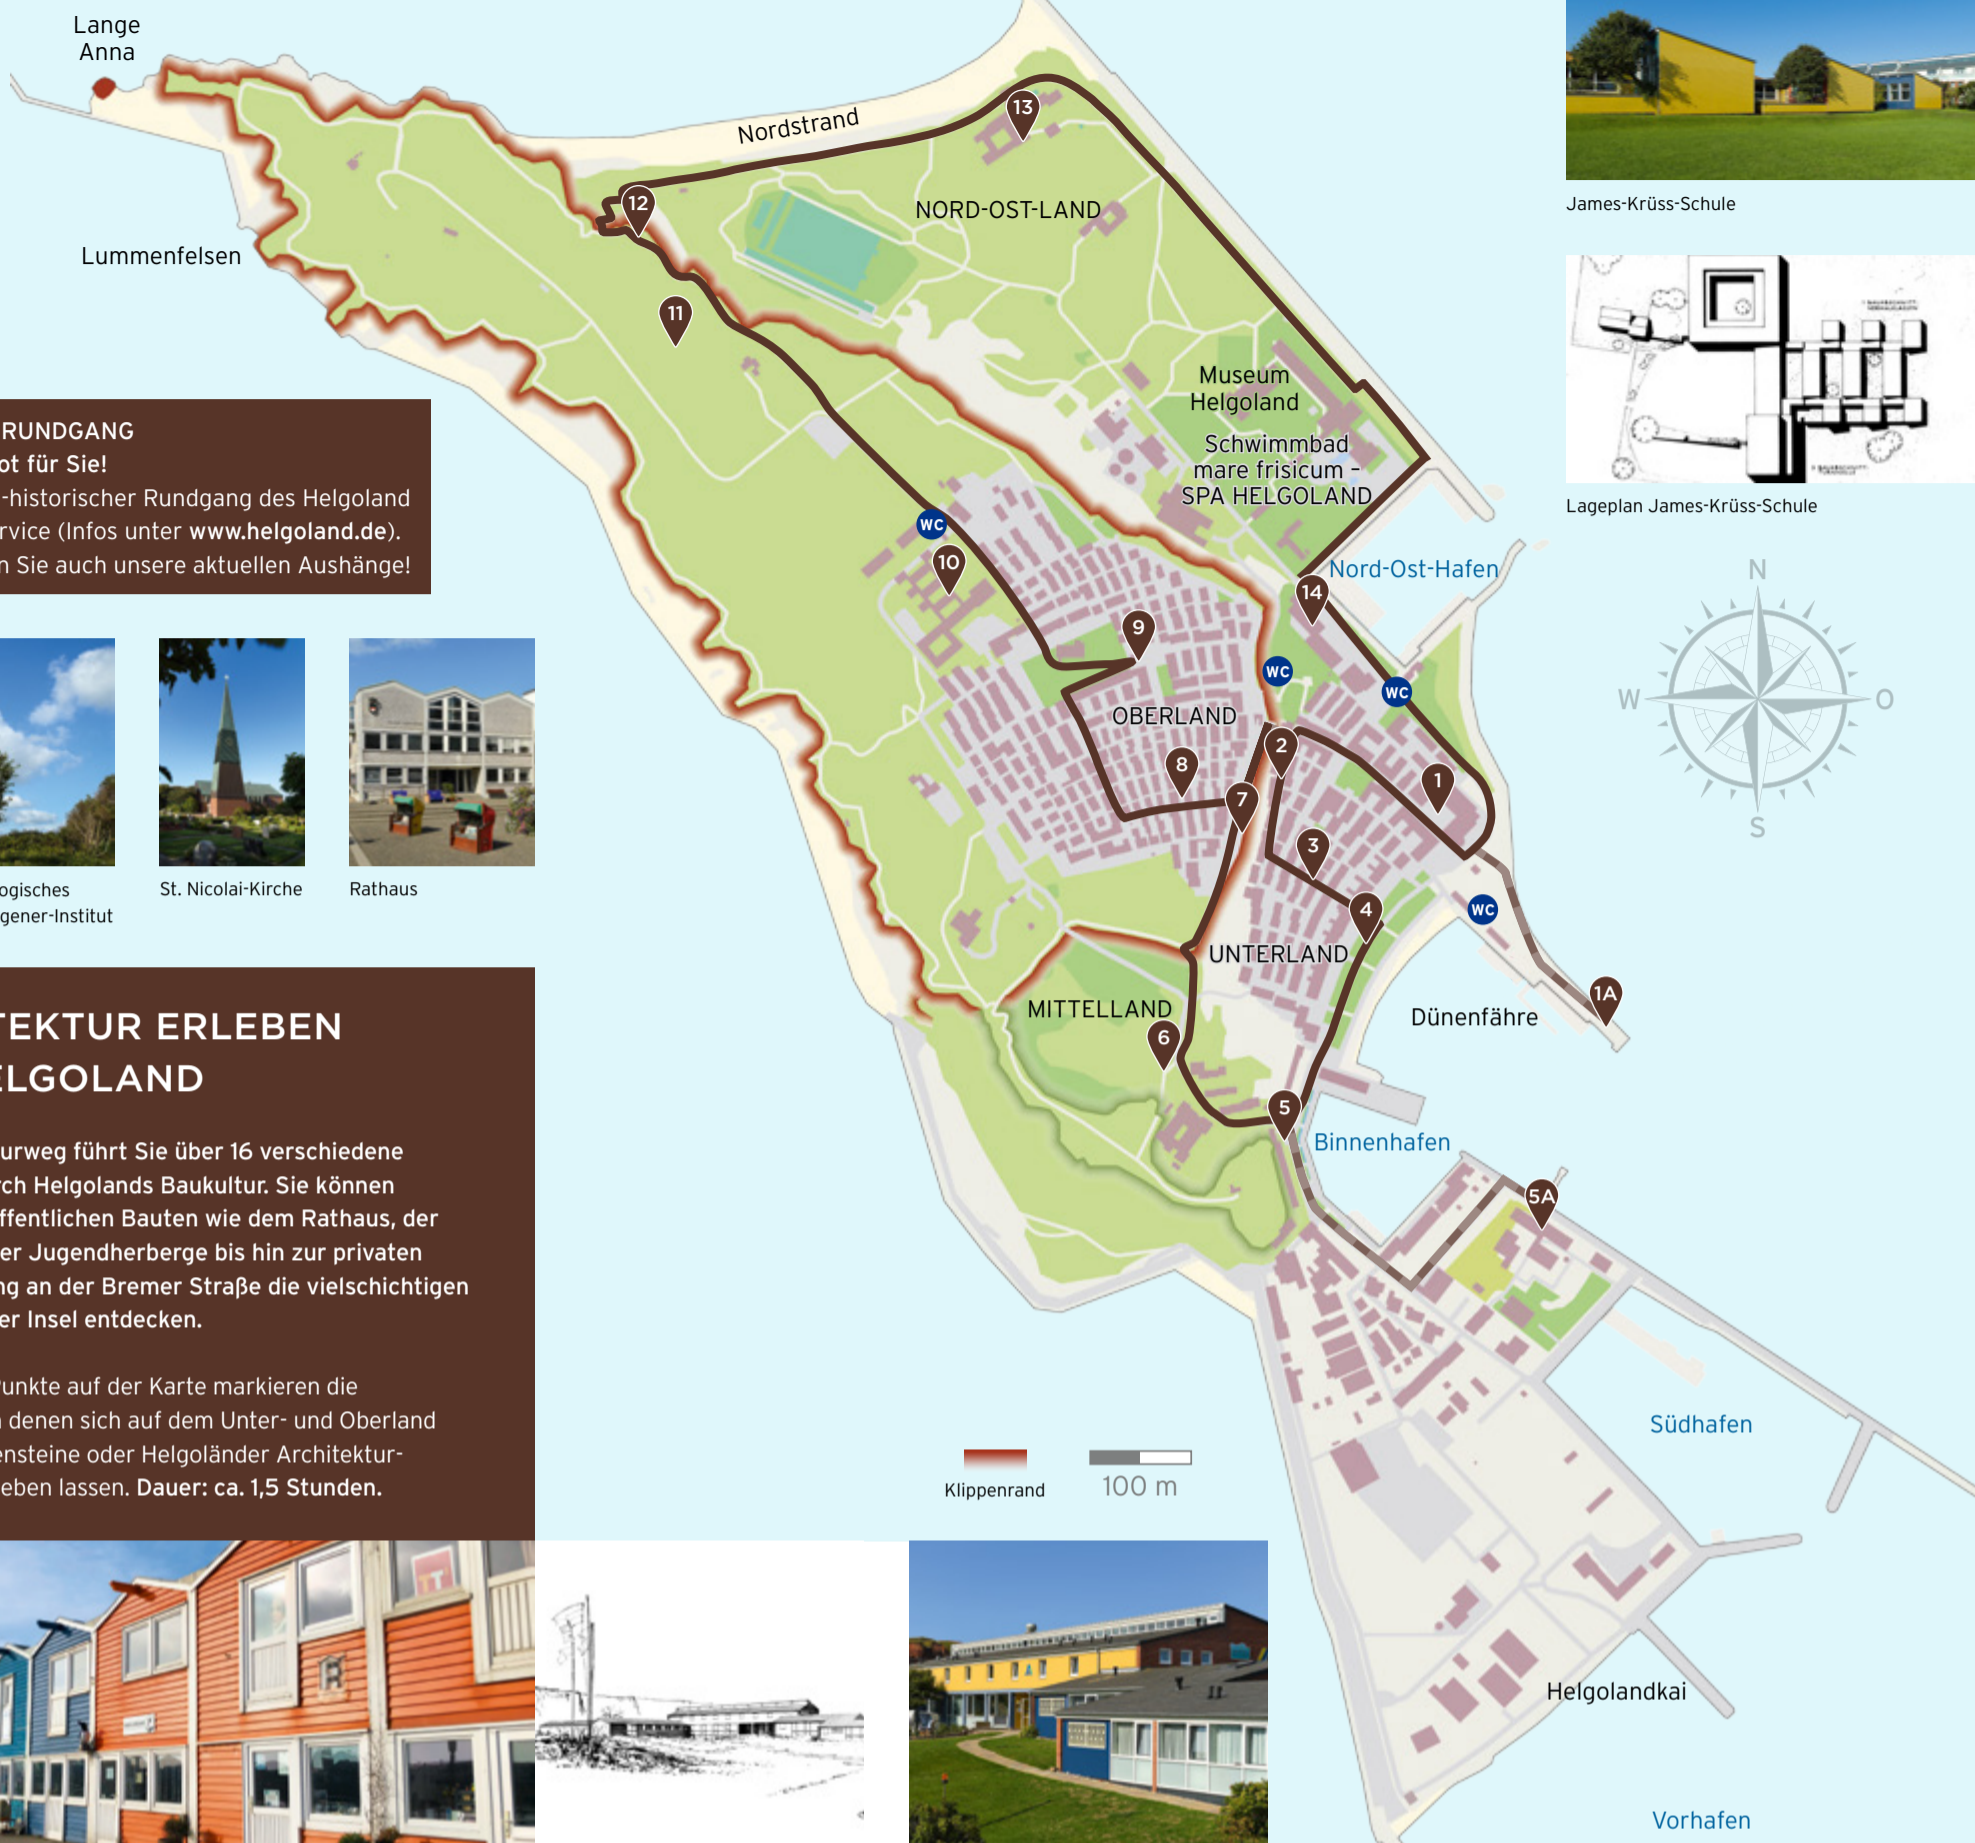 Lange
Anna
Lummenfelsen
Nordstrand
13
12
NORD-OST-LAND
11
Museum
Helgoland
Schwimmbad
mare frisicum –
SPA HELGOLAND
James-Krüss-Schule
Lageplan James-Krüss-Schule
RUNDGANG
ot für Sie!
-historischer Rundgang des Helgoland
rvice (Infos unter www.helgoland.de).
n Sie auch unsere aktuellen Aushänge!
WC
10
Nord-Ost-Hafen
14
9
WC
WC
OBERLAND
2
8
1
7
3
4
WC
UNTERLAND
1A
MITTELLAND
Dünenfähre
6
5
Binnenhafen
5A
N
W
O
S
ogisches
gener-Institut
St. Nicolai-Kirche
Rathaus
TEKTUR ERLEBEN
ELGOLAND
urweg führt Sie über 16 verschiedene
rch Helgolands Baukultur. Sie können
ffentlichen Bauten wie dem Rathaus, der
er Jugendherberge bis hin zur privaten
ng an der Bremer Straße die vielschichtigen
er Insel entdecken.
Punkte auf der Karte markieren die
n denen sich auf dem Unter- und Oberland
ensteine oder Helgoländer Architektur-
eben lassen. Dauer: ca. 1,5 Stunden.
Klippenrand
100 m
Südhafen
Helgolandkai
Vorhafen